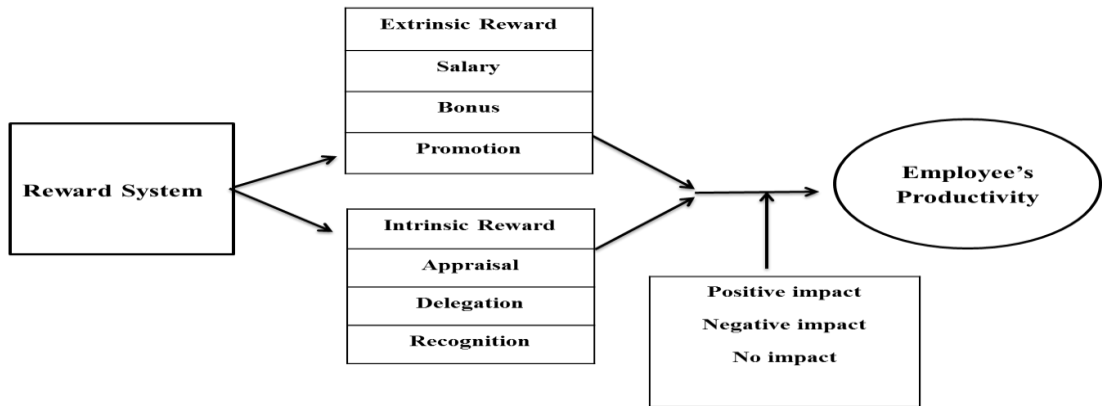 Reward System
Extrinsic Reward
Salary
Bonus
Promotion
Intrinsic Reward
Appraisal
Delegation
Recognition
Positive impact
Negative impact
No impact
Employee’s
Productivity